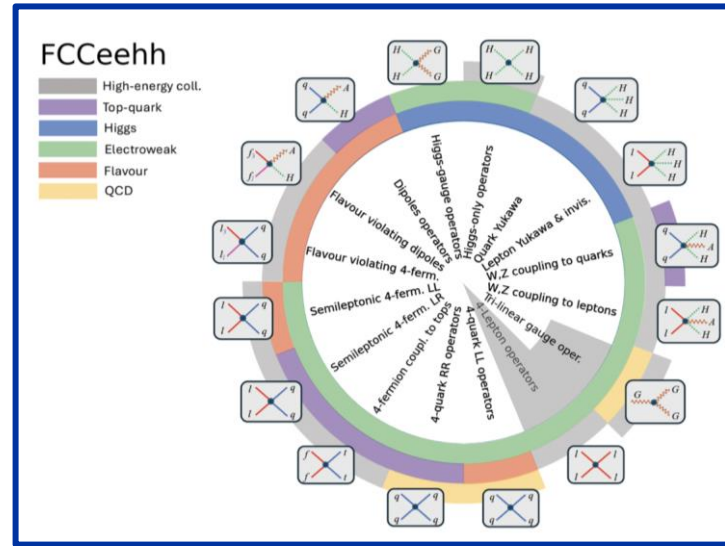 FCCeehh
High-energy coll.
Top-quark
Higgs
Electroweak
Flavour
QCD
Higgs-gauge operators
Higgs-only operators
Quark Yukawa
Lepton Yukawa & invis.
W,Z coupling to quarks
W,Z coupling to leptons
Tri-linear gauge oper.
4-Lepton operators
4-quark LL operators
4-quark RR operators
4-fermion coupl. to tops
Semileptonic 4-ferm. LR
Semileptonic 4-ferm. LL
Flavour violating 4-ferm.
Flavour violating dipoles
Dipoles operators
H G
H G
H H
H H
q H
H
q H
l H
H
l H
q H
A
q H
l H
A
l H
G G
G
l l
l l
q q
q q
q q
q q
f t
f t
l q
l q
l q
l q
q
q
A
H
q A
q H